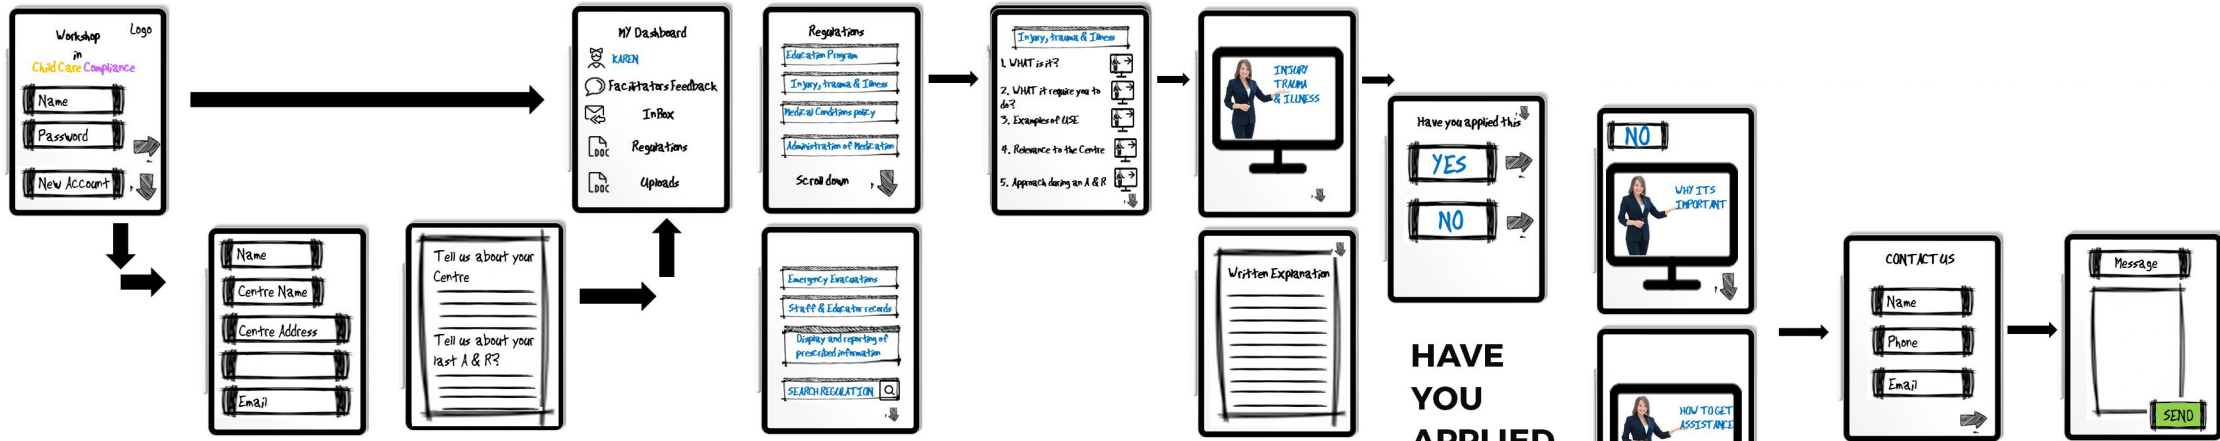 Logo
Workshop
in
Child Care Compliance
Name
Password
New Account
Name
Centre Name
Centre Address
Email
Tell us about your
Centre
Tell us about your
last A & R?
MY Dashboard
KAREN
Facilitators Feedback
InBox
DOC
Regulations
DOC
Uploads
Regulations
Education Program
Injury, trauma & Illness
Medical Conditions policy
Administration of Medication
Scroll down
Emergency Evacuations
Staff & Educator records
Display and reporting of
prescribed information
SEARCH REGULATION
Injury, trauma & Illness
1. WHAT is it?
2. WHAT it require you to
do?
3. Examples of USE
4. Relevance to the Centre
5. Approach during an A & R
INJURY
TRAUMA
& ILLNESS
Written Explanation
Have you applied this
YES
NO
HAVE
YOU
APPLIED
NO
WHY ITS
IMPORTANT
HOW TO GET
ASSISTANCE
CONTACT US
Name
Phone
Email
Message
SEND